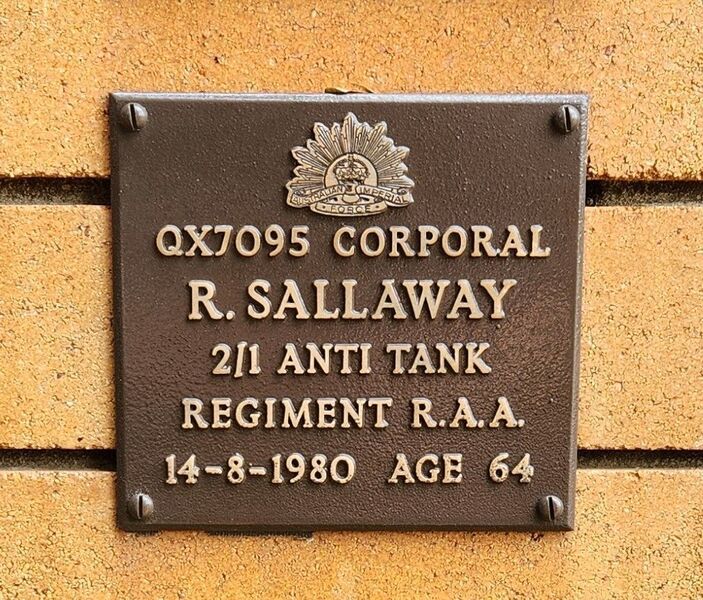 AUSTRALIAN IMPERIAL
FORCE
QX7095 CORPORAL
R. SALLAWAY
2/1 ANTI TANK
REGIMENT R.A.A.
14-8-1980 AGE 64